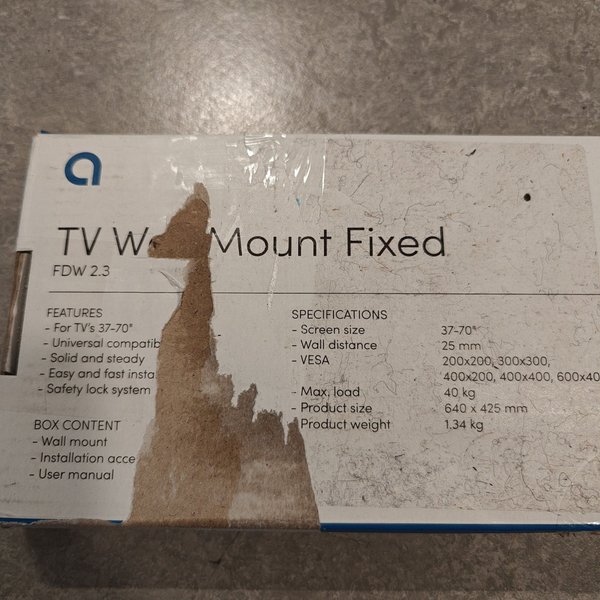 a
TV W Mount Fixed
FDW 2.3
FEATURES
- For TV's 37-70"
- Universal compatib
- Solid and steady
- Easy and fast insta
- Safety lock system
BOX CONTENT
- Wall mount
- Installation acce
- User manual
SPECIFICATIONS
- Screen size 37-70"
- Wall distance 25 mm
- VESA 200x200, 300x300,
400x200, 400x400, 600x40
- Max. load 40 kg
- Product size 640 x 425 mm
Product weight 1.34 kg